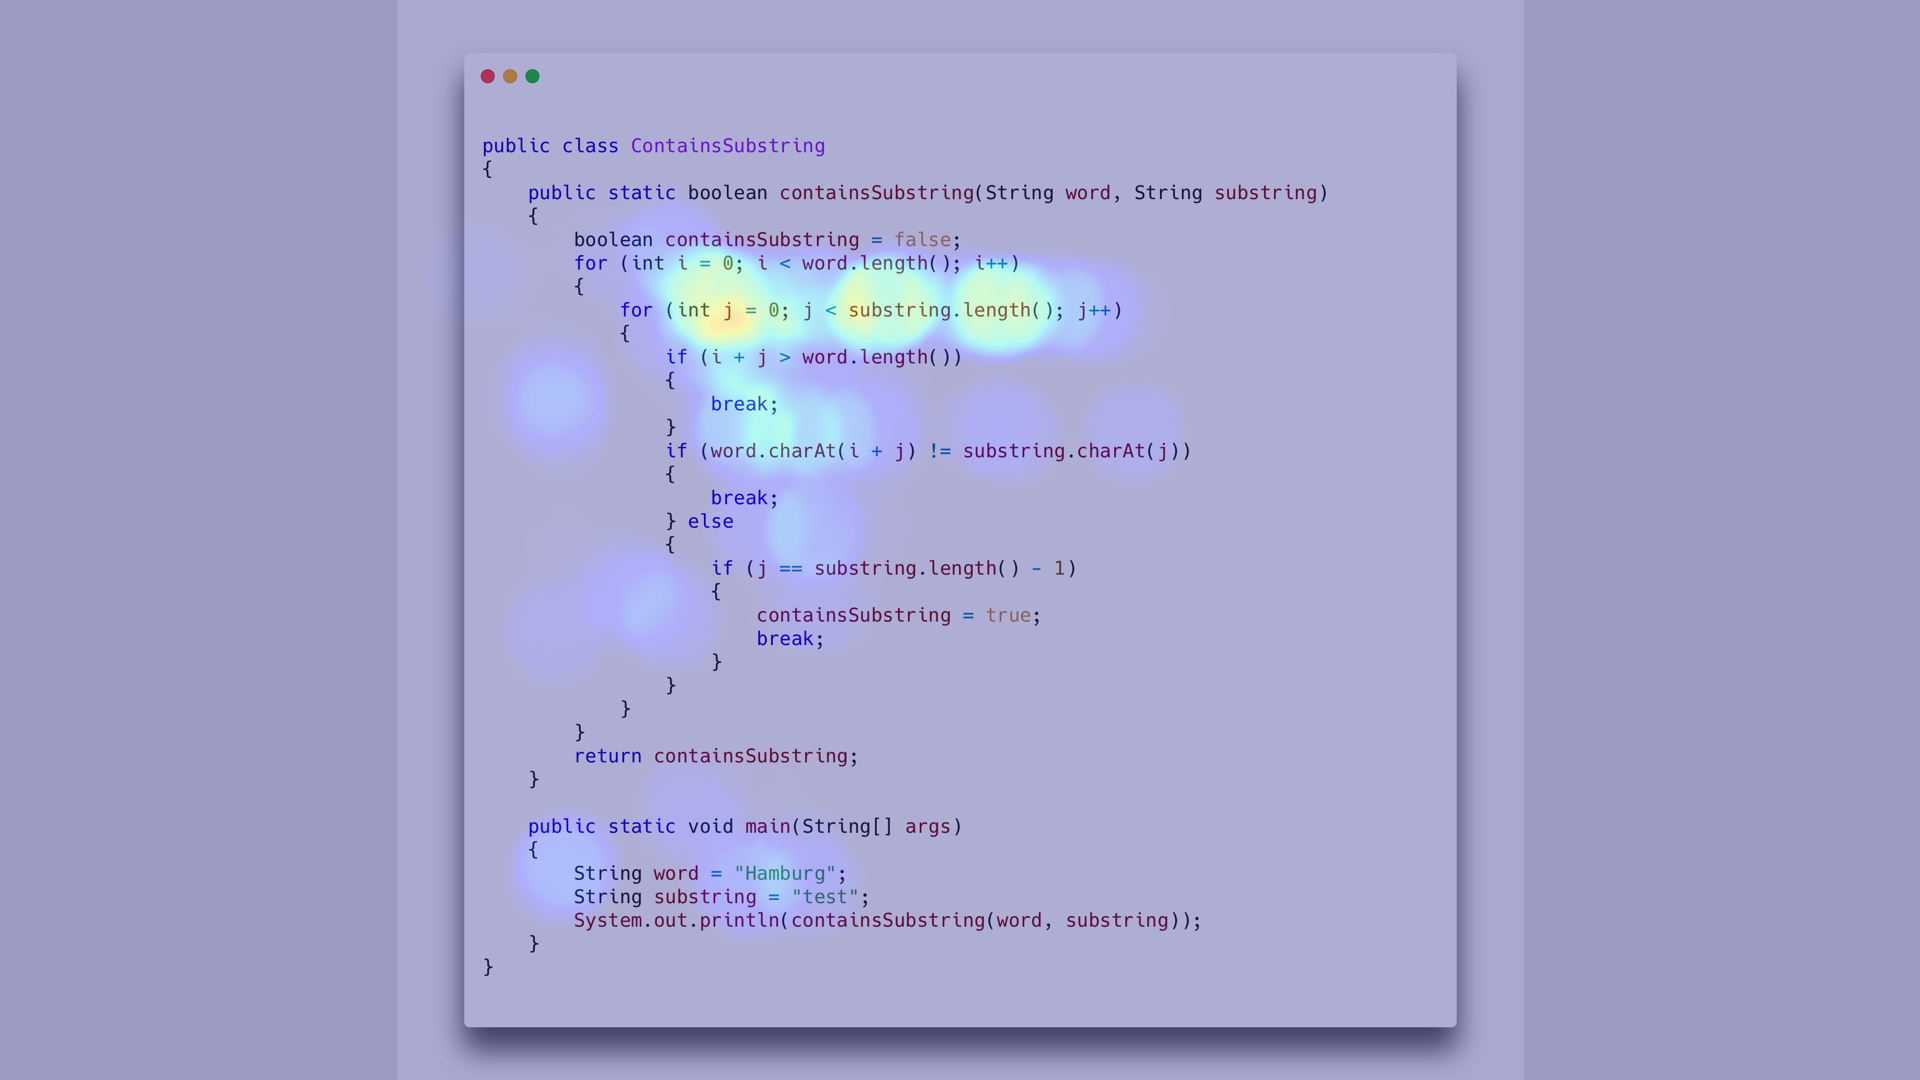 public class ContainsSubstring
{
    public static boolean containsSubstring(String word, String substring)
    {
        boolean containsSubstring = false;
        for (int i = 0; i < word.length(); i++)
        {
            for (int j = 0; j < substring.length(); j++)
            {
                if (i + j > word.length())
                {
                    break;
                }
                if (word.charAt(i + j) != substring.charAt(j))
                {
                    break;
                } else
                {
                    if (j == substring.length() - 1)
                    {
                        containsSubstring = true;
                        break;
                    }
                }
            }
        }
        return containsSubstring;
    }

    public static void main(String[] args)
    {
        String word = "Hamburg";
        String substring = "test";
        System.out.println(containsSubstring(word, substring));
    }
}